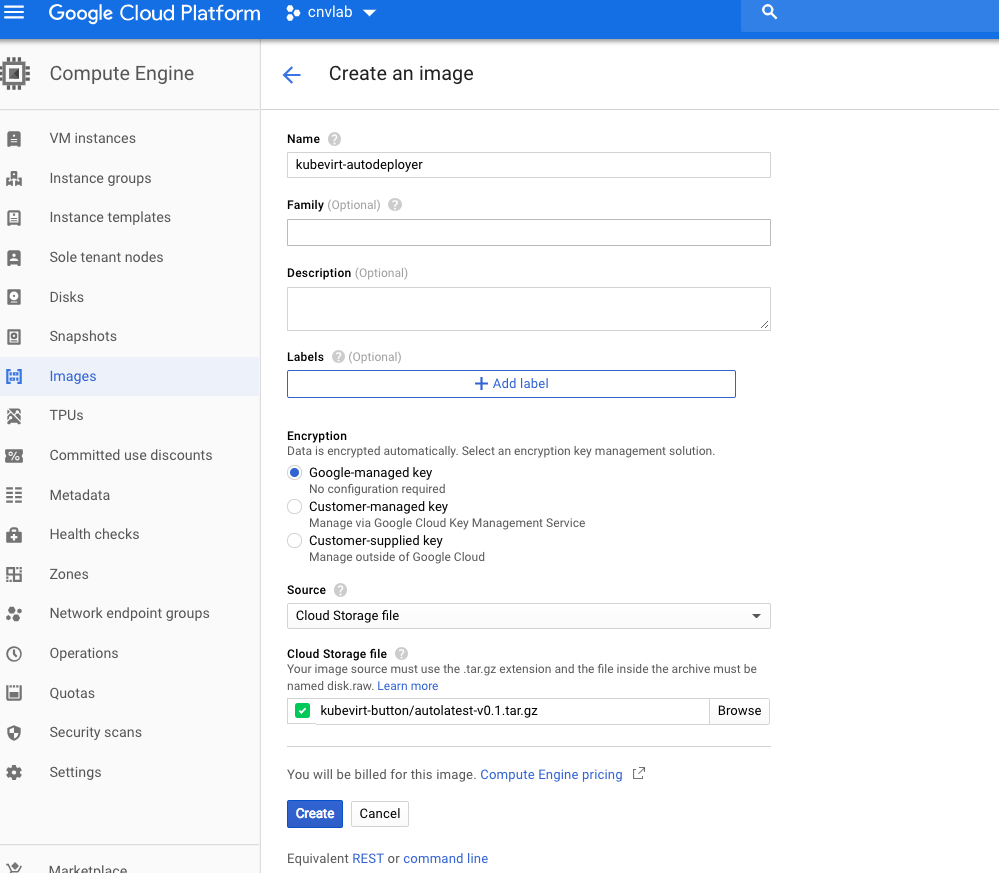 Google Cloud Platform
cnvlab
Compute Engine
Create an image
VM instances
Instance groups
Instance templates
Sole tenant nodes
Disks
Snapshots
Images
TPUs
Committed use discounts
Metadata
Health checks
Zones
Network endpoint groups
Operations
Quotas
Security scans
Settings
Marketplace
Name ?
kubevirt-autodeployer
Family (Optional) ?
Description (Optional)
Labels ? (Optional)
+ Add label
Encryption
Data is encrypted automatically. Select an encryption key management solution.
Google-managed key
No configuration required
Customer-managed key
Manage via Google Cloud Key Management Service
Customer-supplied key
Manage outside of Google Cloud
Source ?
Cloud Storage file
Cloud Storage file ?
Your image source must use the .tar.gz extension and the file inside the archive must be
named disk.raw. Learn more
kubevirt-button/autolatest-v0.1.tar.gz Browse
You will be billed for this image. Compute Engine pricing
Create Cancel
Equivalent REST or command line